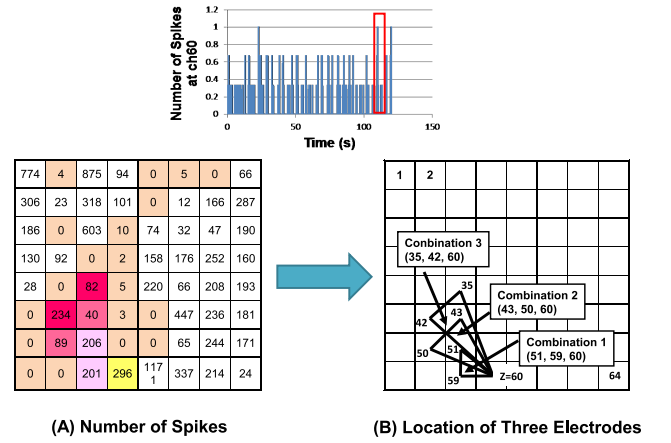 1.2
1
0.8
0.6
0.4
0.2
0
Number of Spikes
at ch60
0 50 100 150
Time (s)
774 4 875 94 0 5 0 66
306 23 318 101 0 12 166 287
186 0 603 10 74 32 47 190
130 92 0 2 158 176 252 160
28 0 82 5 220 66 208 193
0 234 40 3 0 447 236 181
0 89 206 0 0 65 244 171
0 0 201 296 117
1 337 214 24
(A) Number of Spikes
1 2
Conbination 3
(35, 42, 60)
35
Conbination 2
(43, 50, 60)
43
42
Conbination 1
(51, 59, 60)
51
50
59
Z=60
64
(B) Location of Three Electrodes